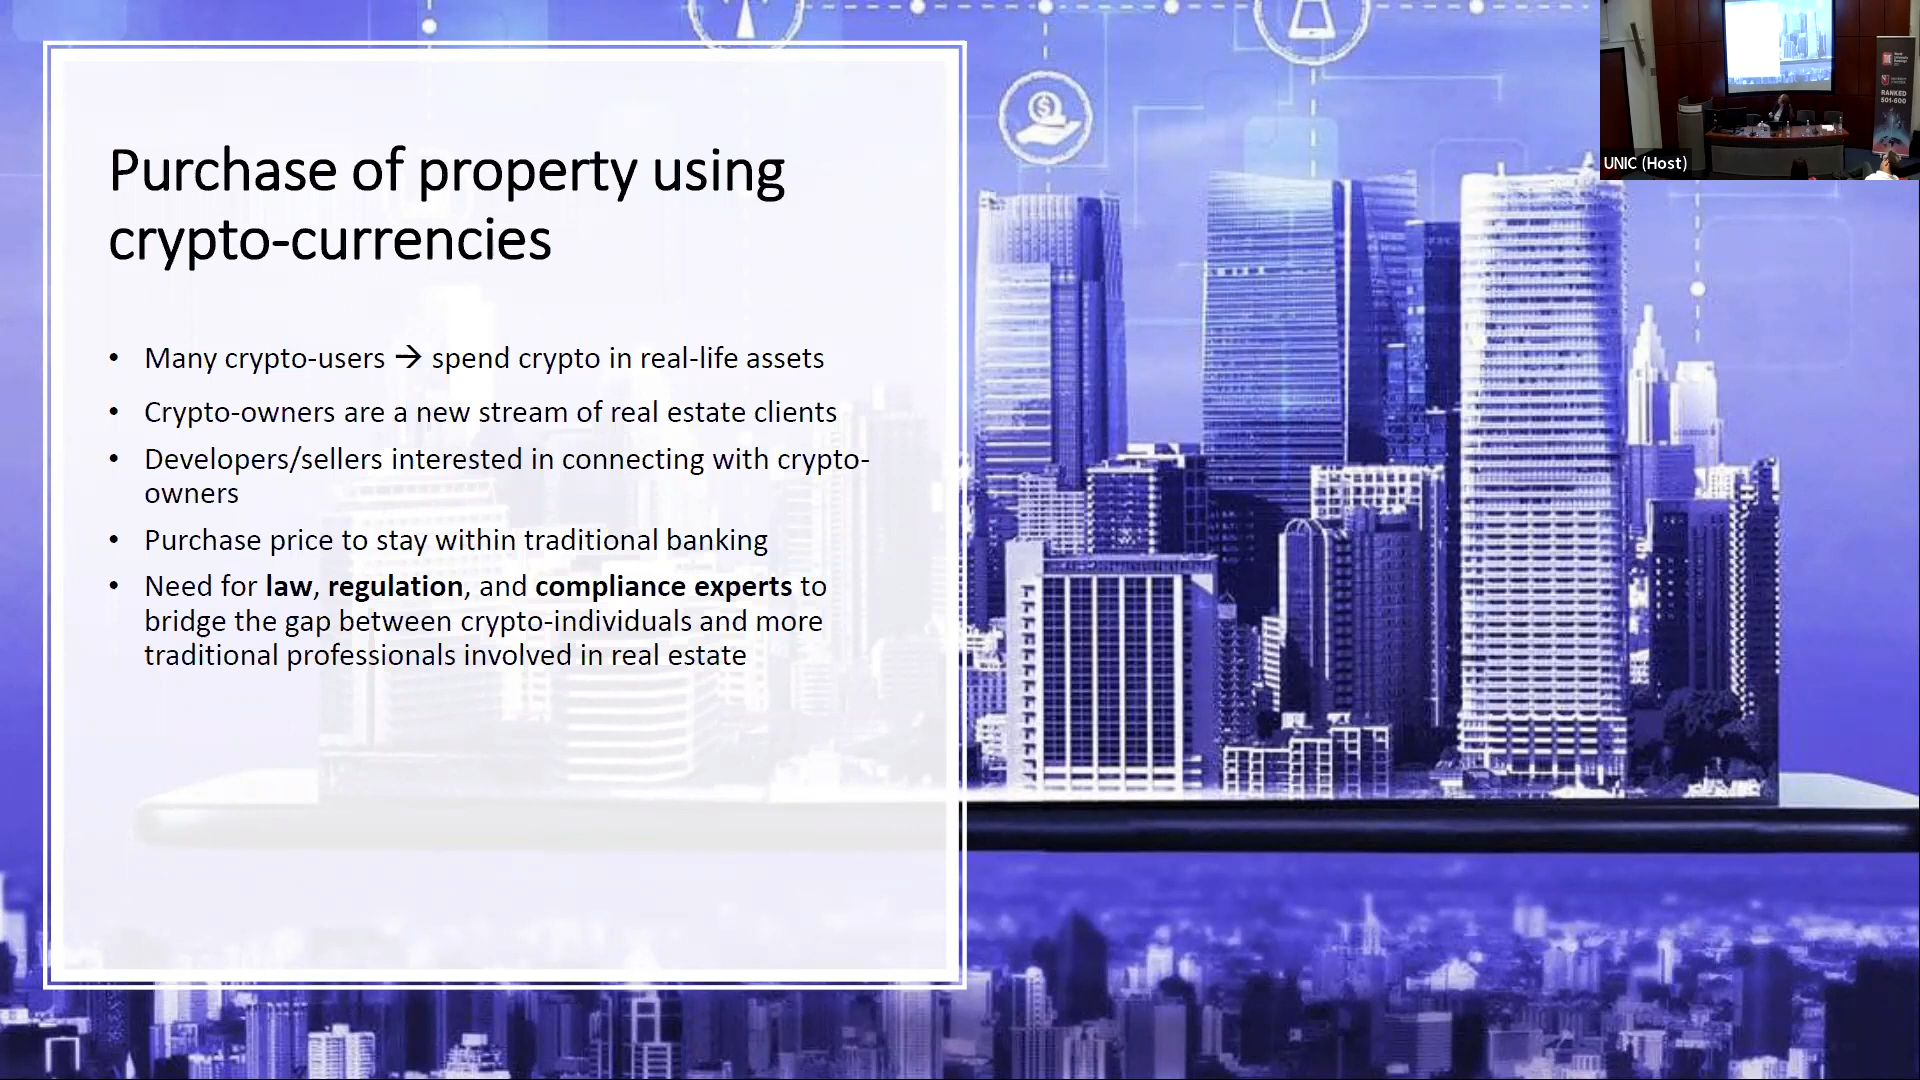 Purchase of property using
crypto-currencies
• Many crypto-users → spend crypto in real-life assets
• Crypto-owners are a new stream of real estate clients
• Developers/sellers interested in connecting with crypto-
owners
• Purchase price to stay within traditional banking
• Need for law, regulation, and compliance experts to
bridge the gap between crypto-individuals and more
traditional professionals involved in real estate
UNIC (Host)
RANKED
501-600